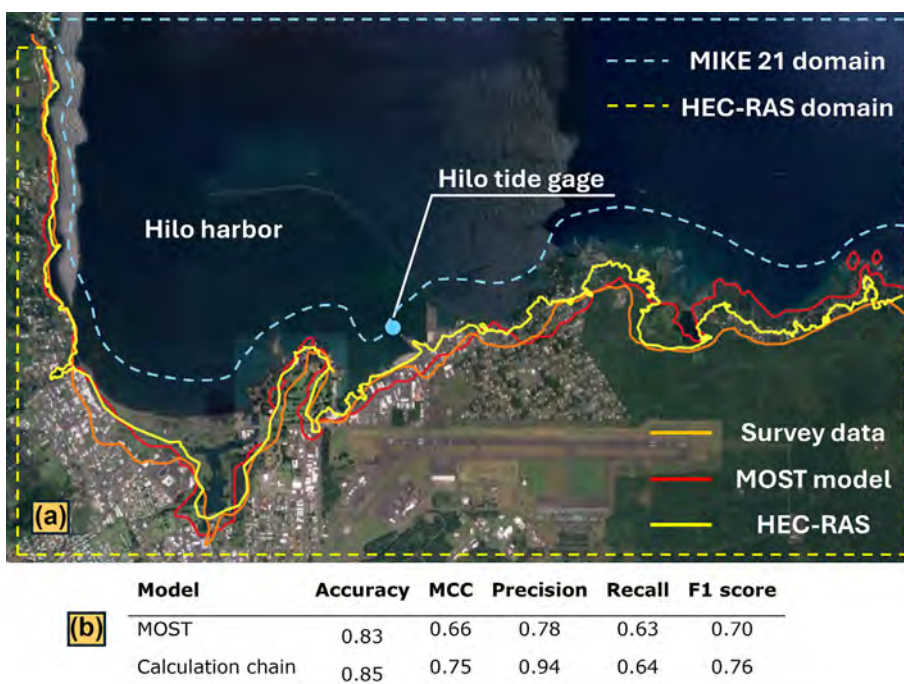 MIKE 21 domain
HEC-RAS domain
Hilo tide gage
Hilo harbor
Survey data
MOST model
HEC-RAS
(a)
(b)
Model Accuracy MCC Precision Recall F1 score
MOST 0.83 0.66 0.78 0.63 0.70
Calculation chain 0.85 0.75 0.94 0.64 0.76